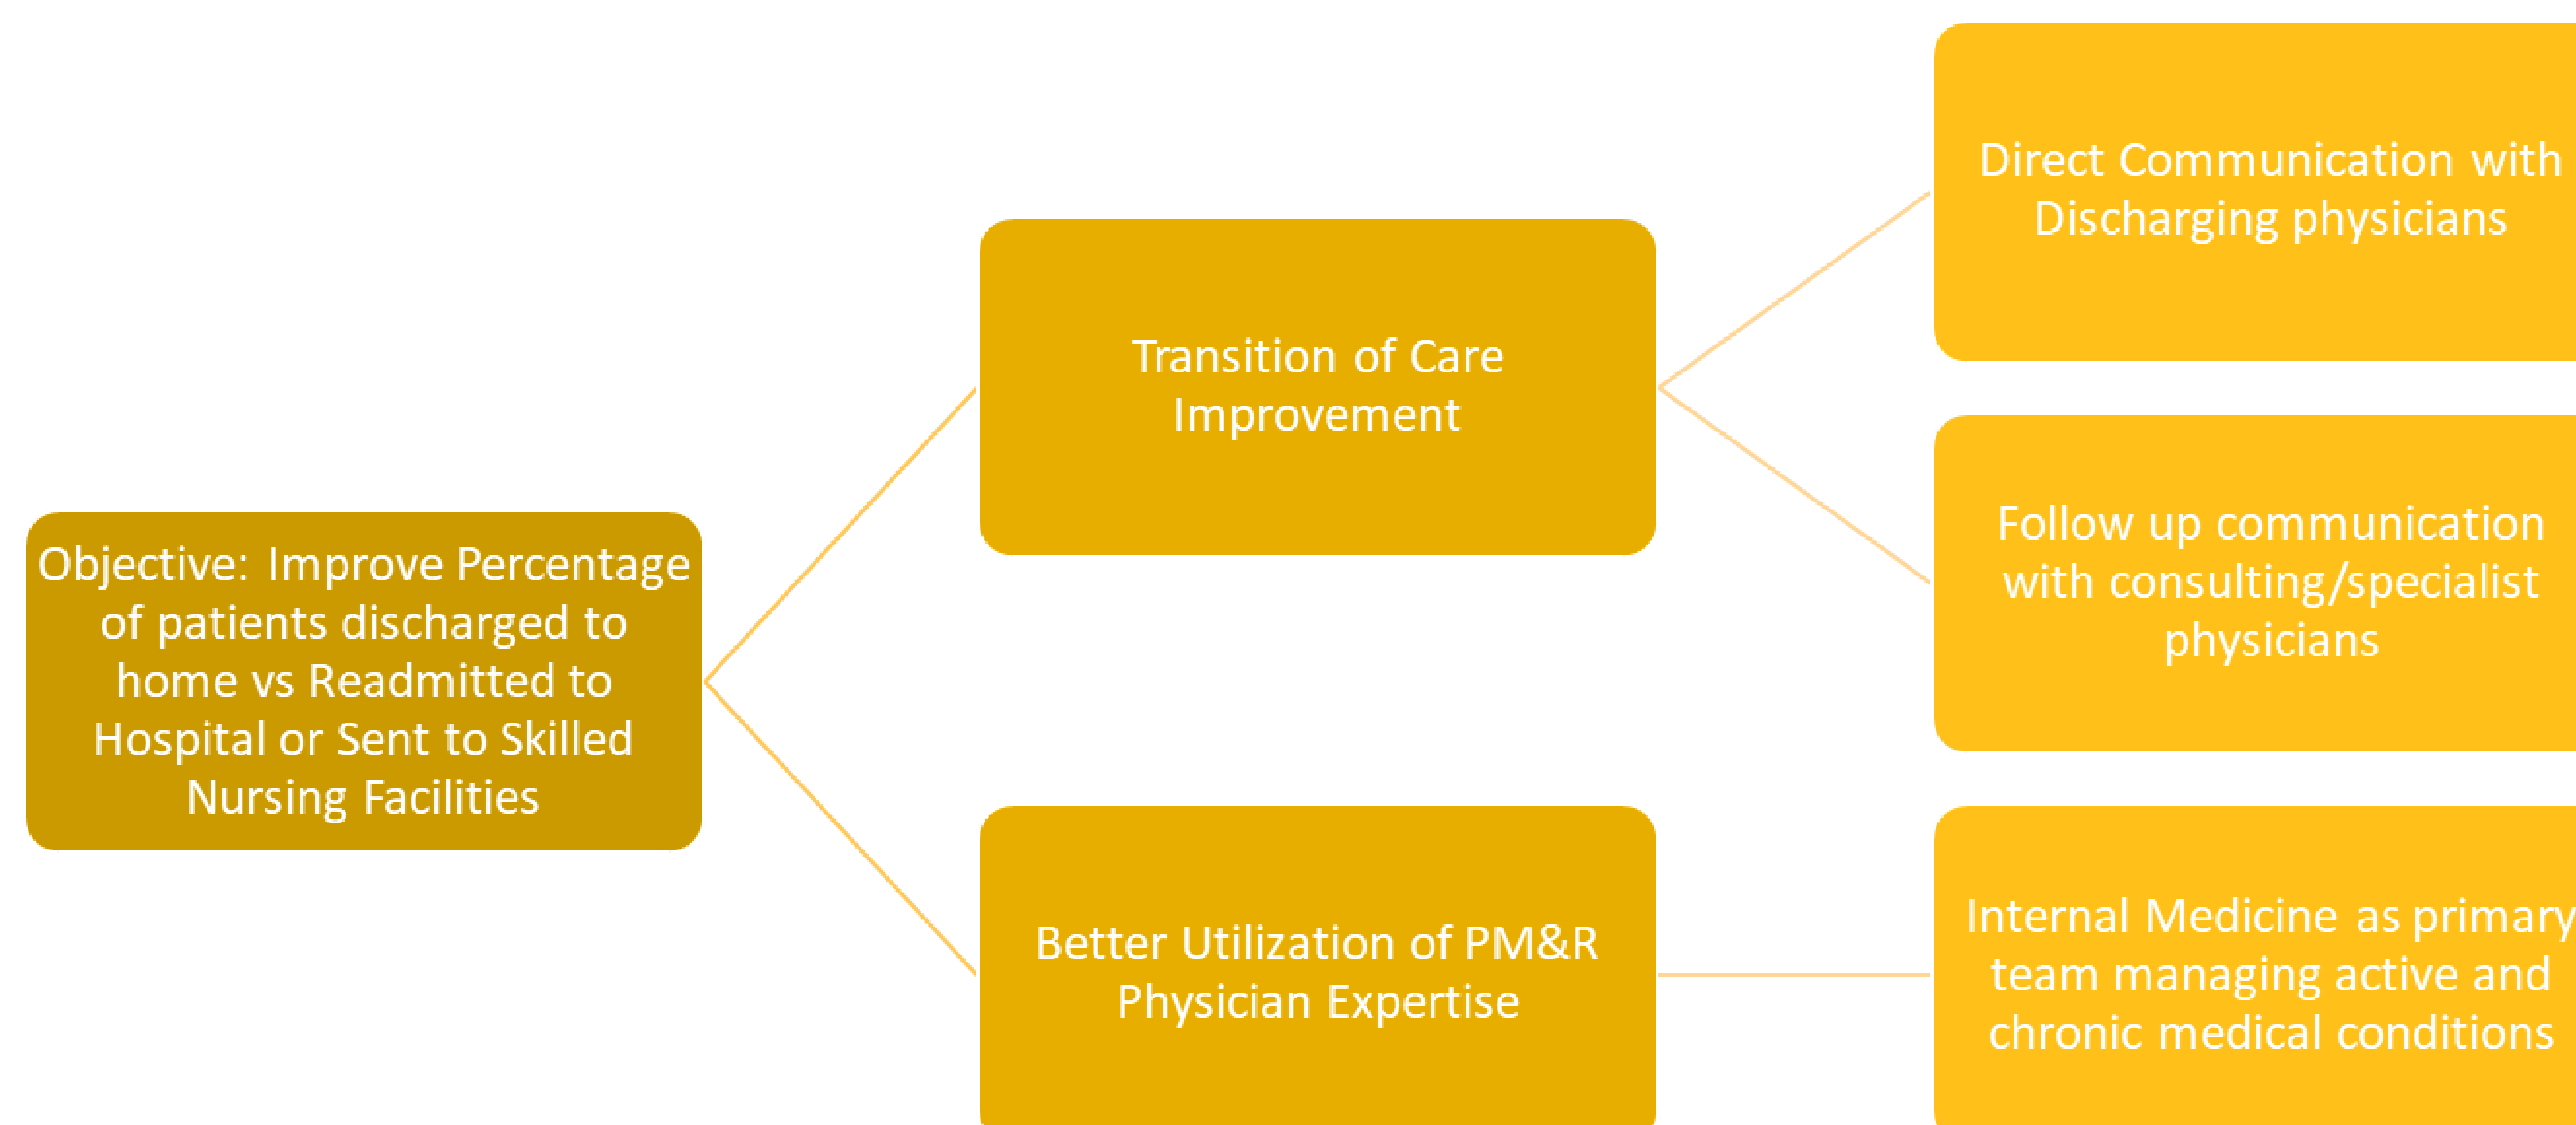 Objective: Improve Percentage
of patients discharged to
home vs Readmitted to
Hospital or Sent to Skilled
Nursing Facilities
Transition of Care
Improvement
Direct Communication with
Discharging physicians
Follow up communication
with consulting/specialist
physicians
Better Utilization of PM&R
Physician Expertise
Internal Medicine as primary
team managing active and
chronic medical conditions